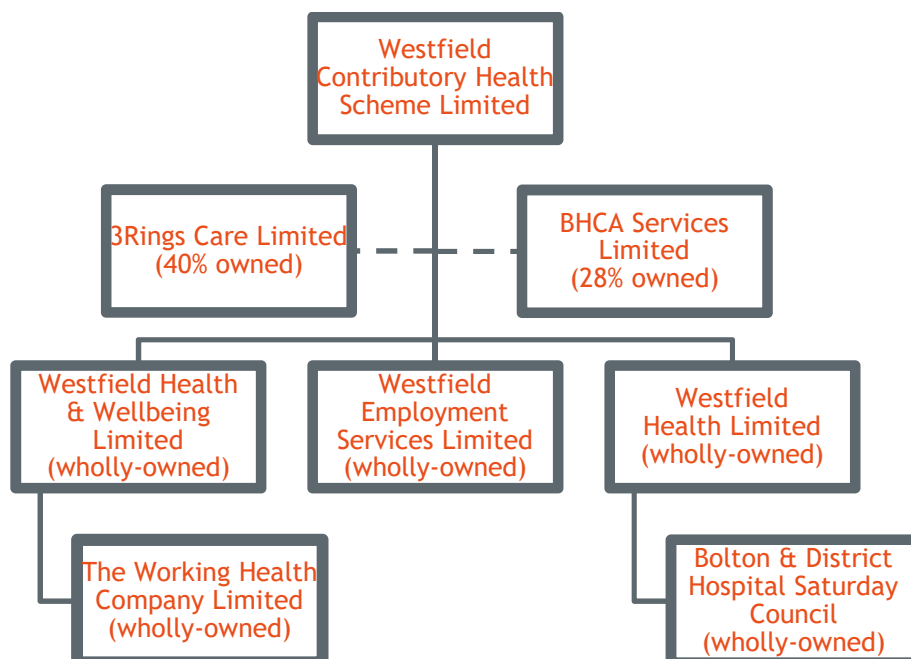 Westfield
Contributory Health
Scheme Limited
3Rings Care Limited
(40% owned)
BHCA Services
Limited
(28% owned)
Westfield Health
& Wellbeing
Limited
(wholly-owned)
Westfield
Employment
Services Limited
(wholly-owned)
Westfield
Health Limited
(wholly-owned)
The Working Health
Company Limited
(wholly-owned)
Bolton & District
Hospital Saturday
Council
(wholly-owned)